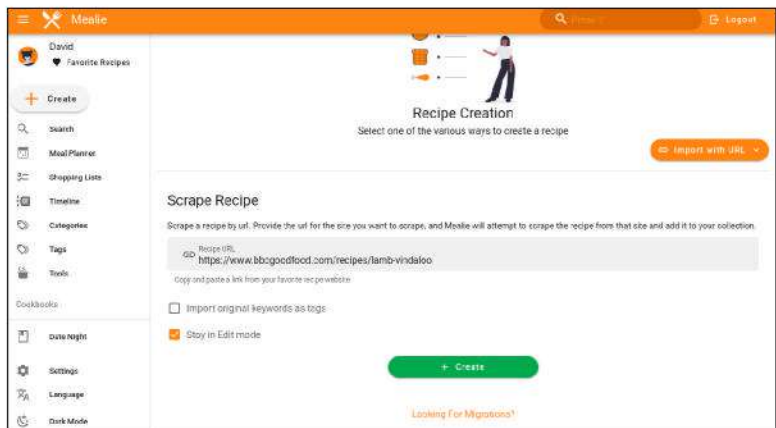 Mealie
Logout
David
Favorite Recipes
Create
Search
Meal Planner
Shopping Lists
Timeline
Categories
Tags
Tools
Cookbooks
Date Night
Settings
Language
Dark Mode
Recipe Creation
Select one of the various ways to create a recipe
Import with URL
Scrape Recipe
Scrape a recipe by url. Provide the url for the site you want to scrape, and Mealie will attempt to scrape the recipe from that site and add it to your collection.
Recipe URL
https://www.bbcgoodfood.com/recipes/lamb-vindaloo
Copy and paste a link from your favorite recipe website
Import original keywords as tags
Stay in Edit mode
+ Create
Looking For Migrations?